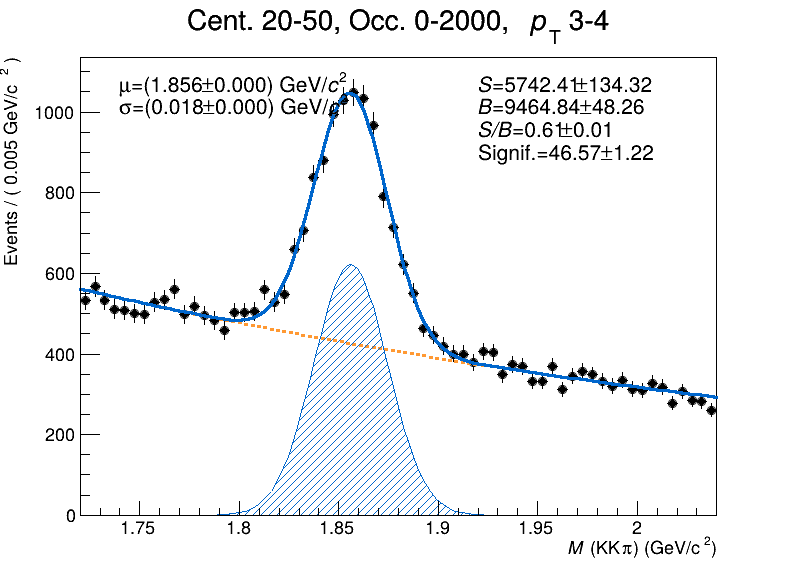 Cent. 20-50, Occ. 0-2000, pT 3-4
μ=(1.856±0.000) GeV/c²
σ=(0.018±0.000) GeV/c²
S=5742.41±134.32
B=9464.84±48.26
S/B=0.61±0.01
Signif.=46.57±1.22
Events / ( 0.005 GeV/c² )
1000
800
600
400
200
0
1.75 1.8 1.85 1.9 1.95 2
M (KKπ) (GeV/c²)